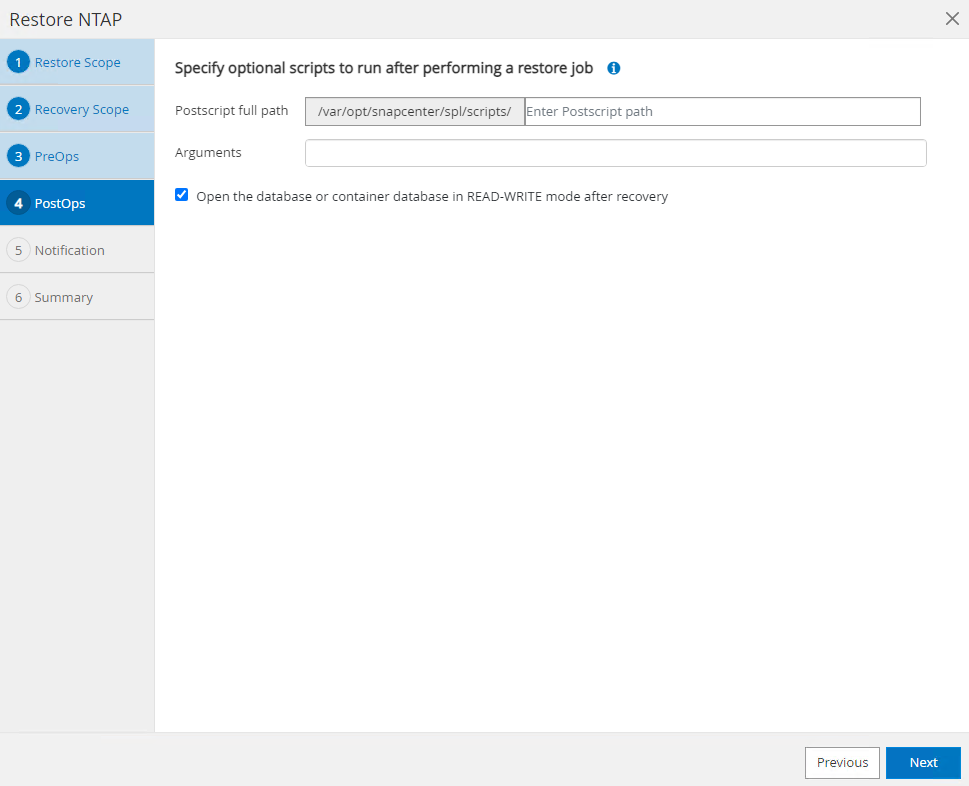 Restore NTAP
1 Restore Scope
2 Recovery Scope
3 PreOps
4 PostOps
5 Notification
6 Summary
Specify optional scripts to run after performing a restore job
Postscript full path /var/opt/snapcenter/spl/scripts/ Enter Postscript path
Arguments
Open the database or container database in READ-WRITE mode after recovery
Previous Next